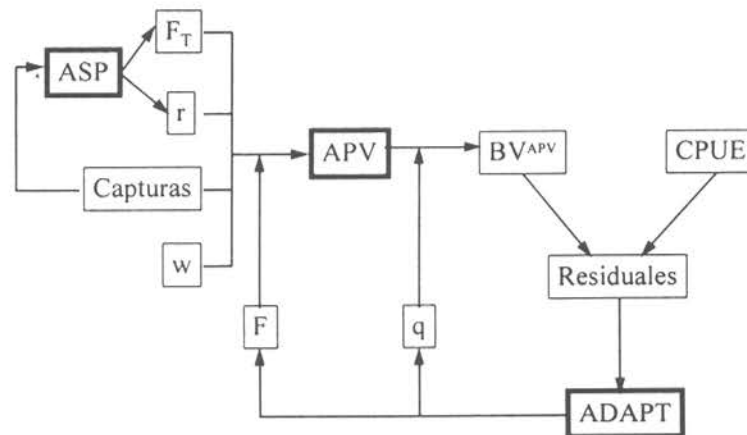 F_T
ASP
r
APV
BV^APV
CPUE
Capturas
w
Residuales
F
q
ADAPT